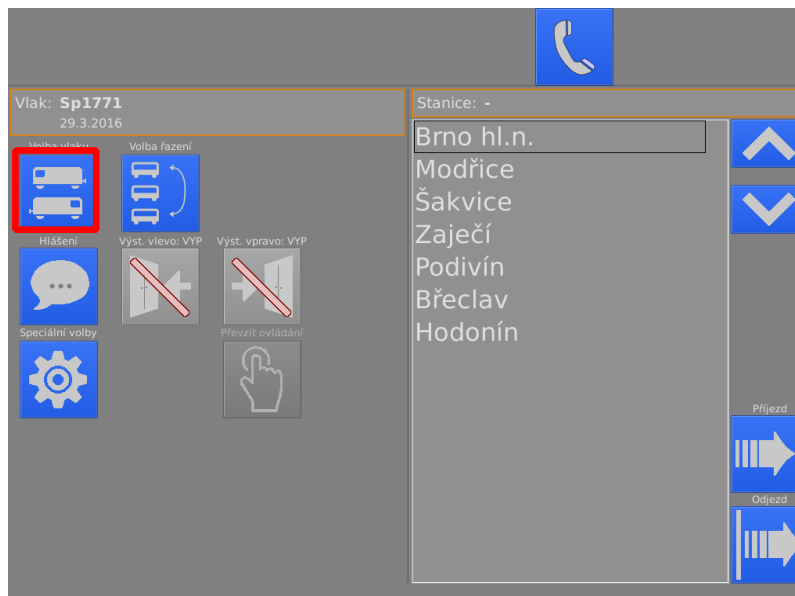 Vlak: Sp1771
29.3.2016
Volba vlaku
Volba řazení
Hlášení
Výst. vlevo: VYP
Výst. vpravo: VYP
Speciální volby
Převzít ovládání
Stanice: -
Brno hl.n.
Modřice
Šakvice
Zaječí
Podivín
Břeclav
Hodonín
Příjezd
Odjezd